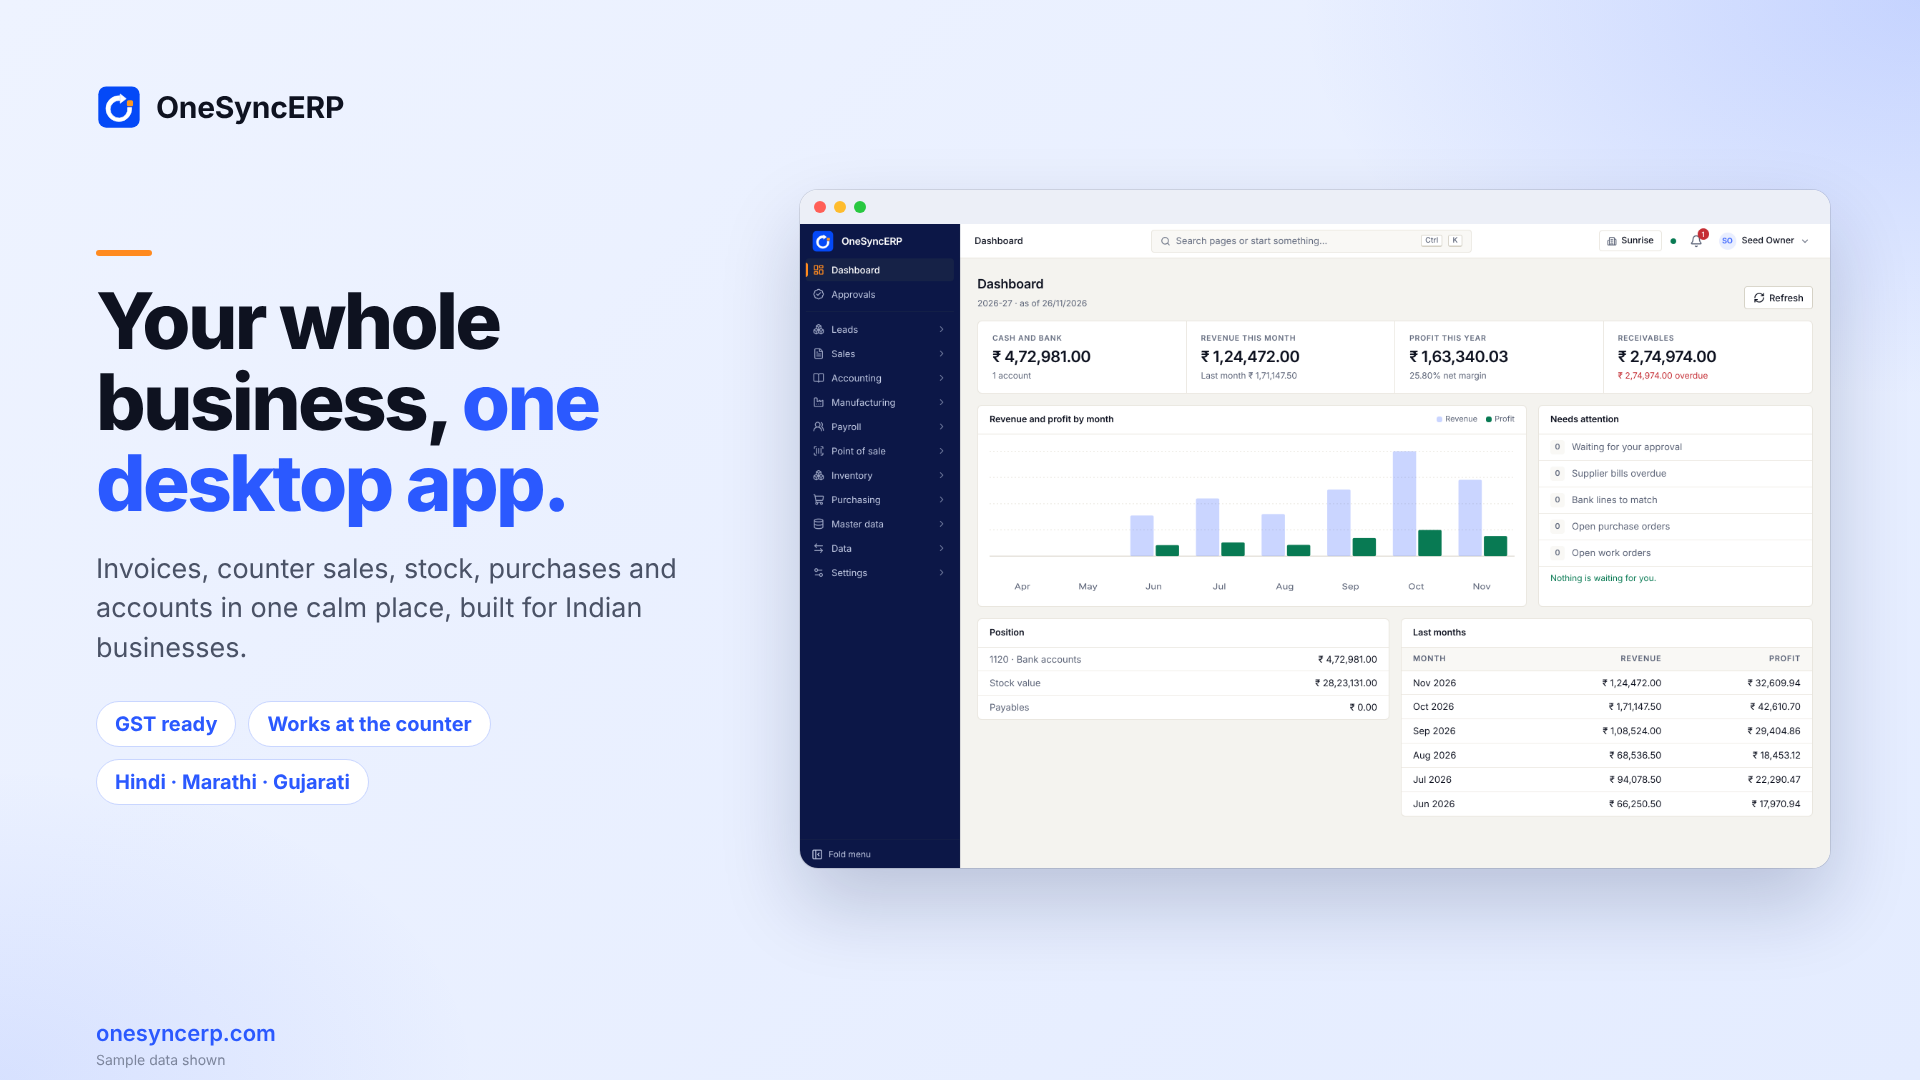 OneSyncERP
Your whole
business, one
desktop app.
Invoices, counter sales, stock, purchases and
accounts in one calm place, built for Indian
businesses.
GST ready
Works at the counter
Hindi · Marathi · Gujarati
onesyncerp.com
Sample data shown
OneSyncERP
Dashboard
Approvals
Leads
Sales
Accounting
Manufacturing
Payroll
Point of sale
Inventory
Purchasing
Master data
Data
Settings
Fold menu
Dashboard
Search pages or start something...
Ctrl K
Sunrise
1
SO Seed Owner
Dashboard
2026-27 · as of 26/11/2026
Refresh
CASH AND BANK
₹ 4,72,981.00
1 account
REVENUE THIS MONTH
₹ 1,24,472.00
Last month ₹ 1,71,147.50
PROFIT THIS YEAR
₹ 1,63,340.03
25.80% net margin
RECEIVABLES
₹ 2,74,974.00
₹ 2,74,974.00 overdue
Revenue and profit by month
Revenue Profit
Apr May Jun Jul Aug Sep Oct Nov
Needs attention
0 Waiting for your approval
0 Supplier bills overdue
0 Bank lines to match
0 Open purchase orders
0 Open work orders
Nothing is waiting for you.
Position
1120 · Bank accounts ₹ 4,72,981.00
Stock value ₹ 28,23,131.00
Payables ₹ 0.00
Last months
MONTH REVENUE PROFIT
Nov 2026 ₹ 1,24,472.00 ₹ 32,609.94
Oct 2026 ₹ 1,71,147.50 ₹ 42,610.70
Sep 2026 ₹ 1,08,524.00 ₹ 29,404.86
Aug 2026 ₹ 68,536.50 ₹ 18,453.12
Jul 2026 ₹ 94,078.50 ₹ 22,290.47
Jun 2026 ₹ 66,250.50 ₹ 17,970.94